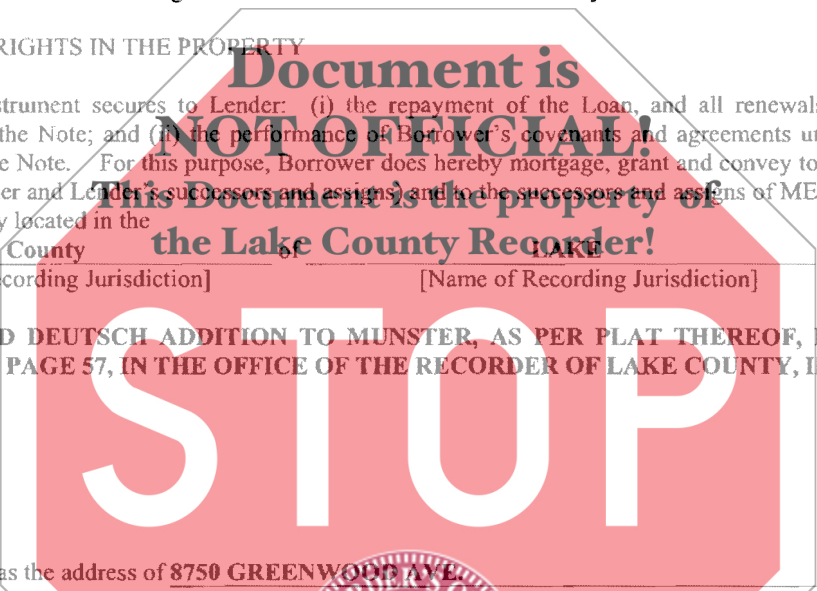 RIGHTS IN THE PROPERTY
Document is
strument secures to Lender: (i) the repayment of the Loan, and all renewals
the Note; and (ii) the performance of Borrower's covenants and agreements u
NOT OFFICIAL!
e Note. For this purpose, Borrower does hereby mortgage, grant and convey to
er and Lender's successors and assigns) and to the successors and assigns of ME
This Document is the property of
y located in the
County of LAKE
the Lake County Recorder!
cording Jurisdiction] [Name of Recording Jurisdiction]
D DEUTSCH ADDITION TO MUNSTER, AS PER PLAT THEREOF,
PAGE 57, IN THE OFFICE OF THE RECORDER OF LAKE COUNTY, I
STOP
as the address of 8750 GREENWOOD AVE.